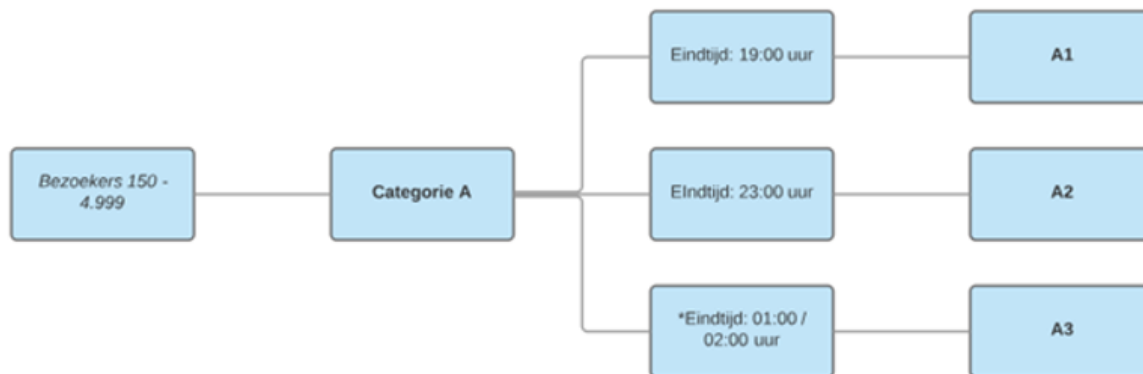 Eindtijd: 19:00 uur
A1
Bezoekers 150 -
4.999
Categorie A
EIndtijd: 23:00 uur
A2
*Eindtijd: 01:00 /
02:00 uur
A3